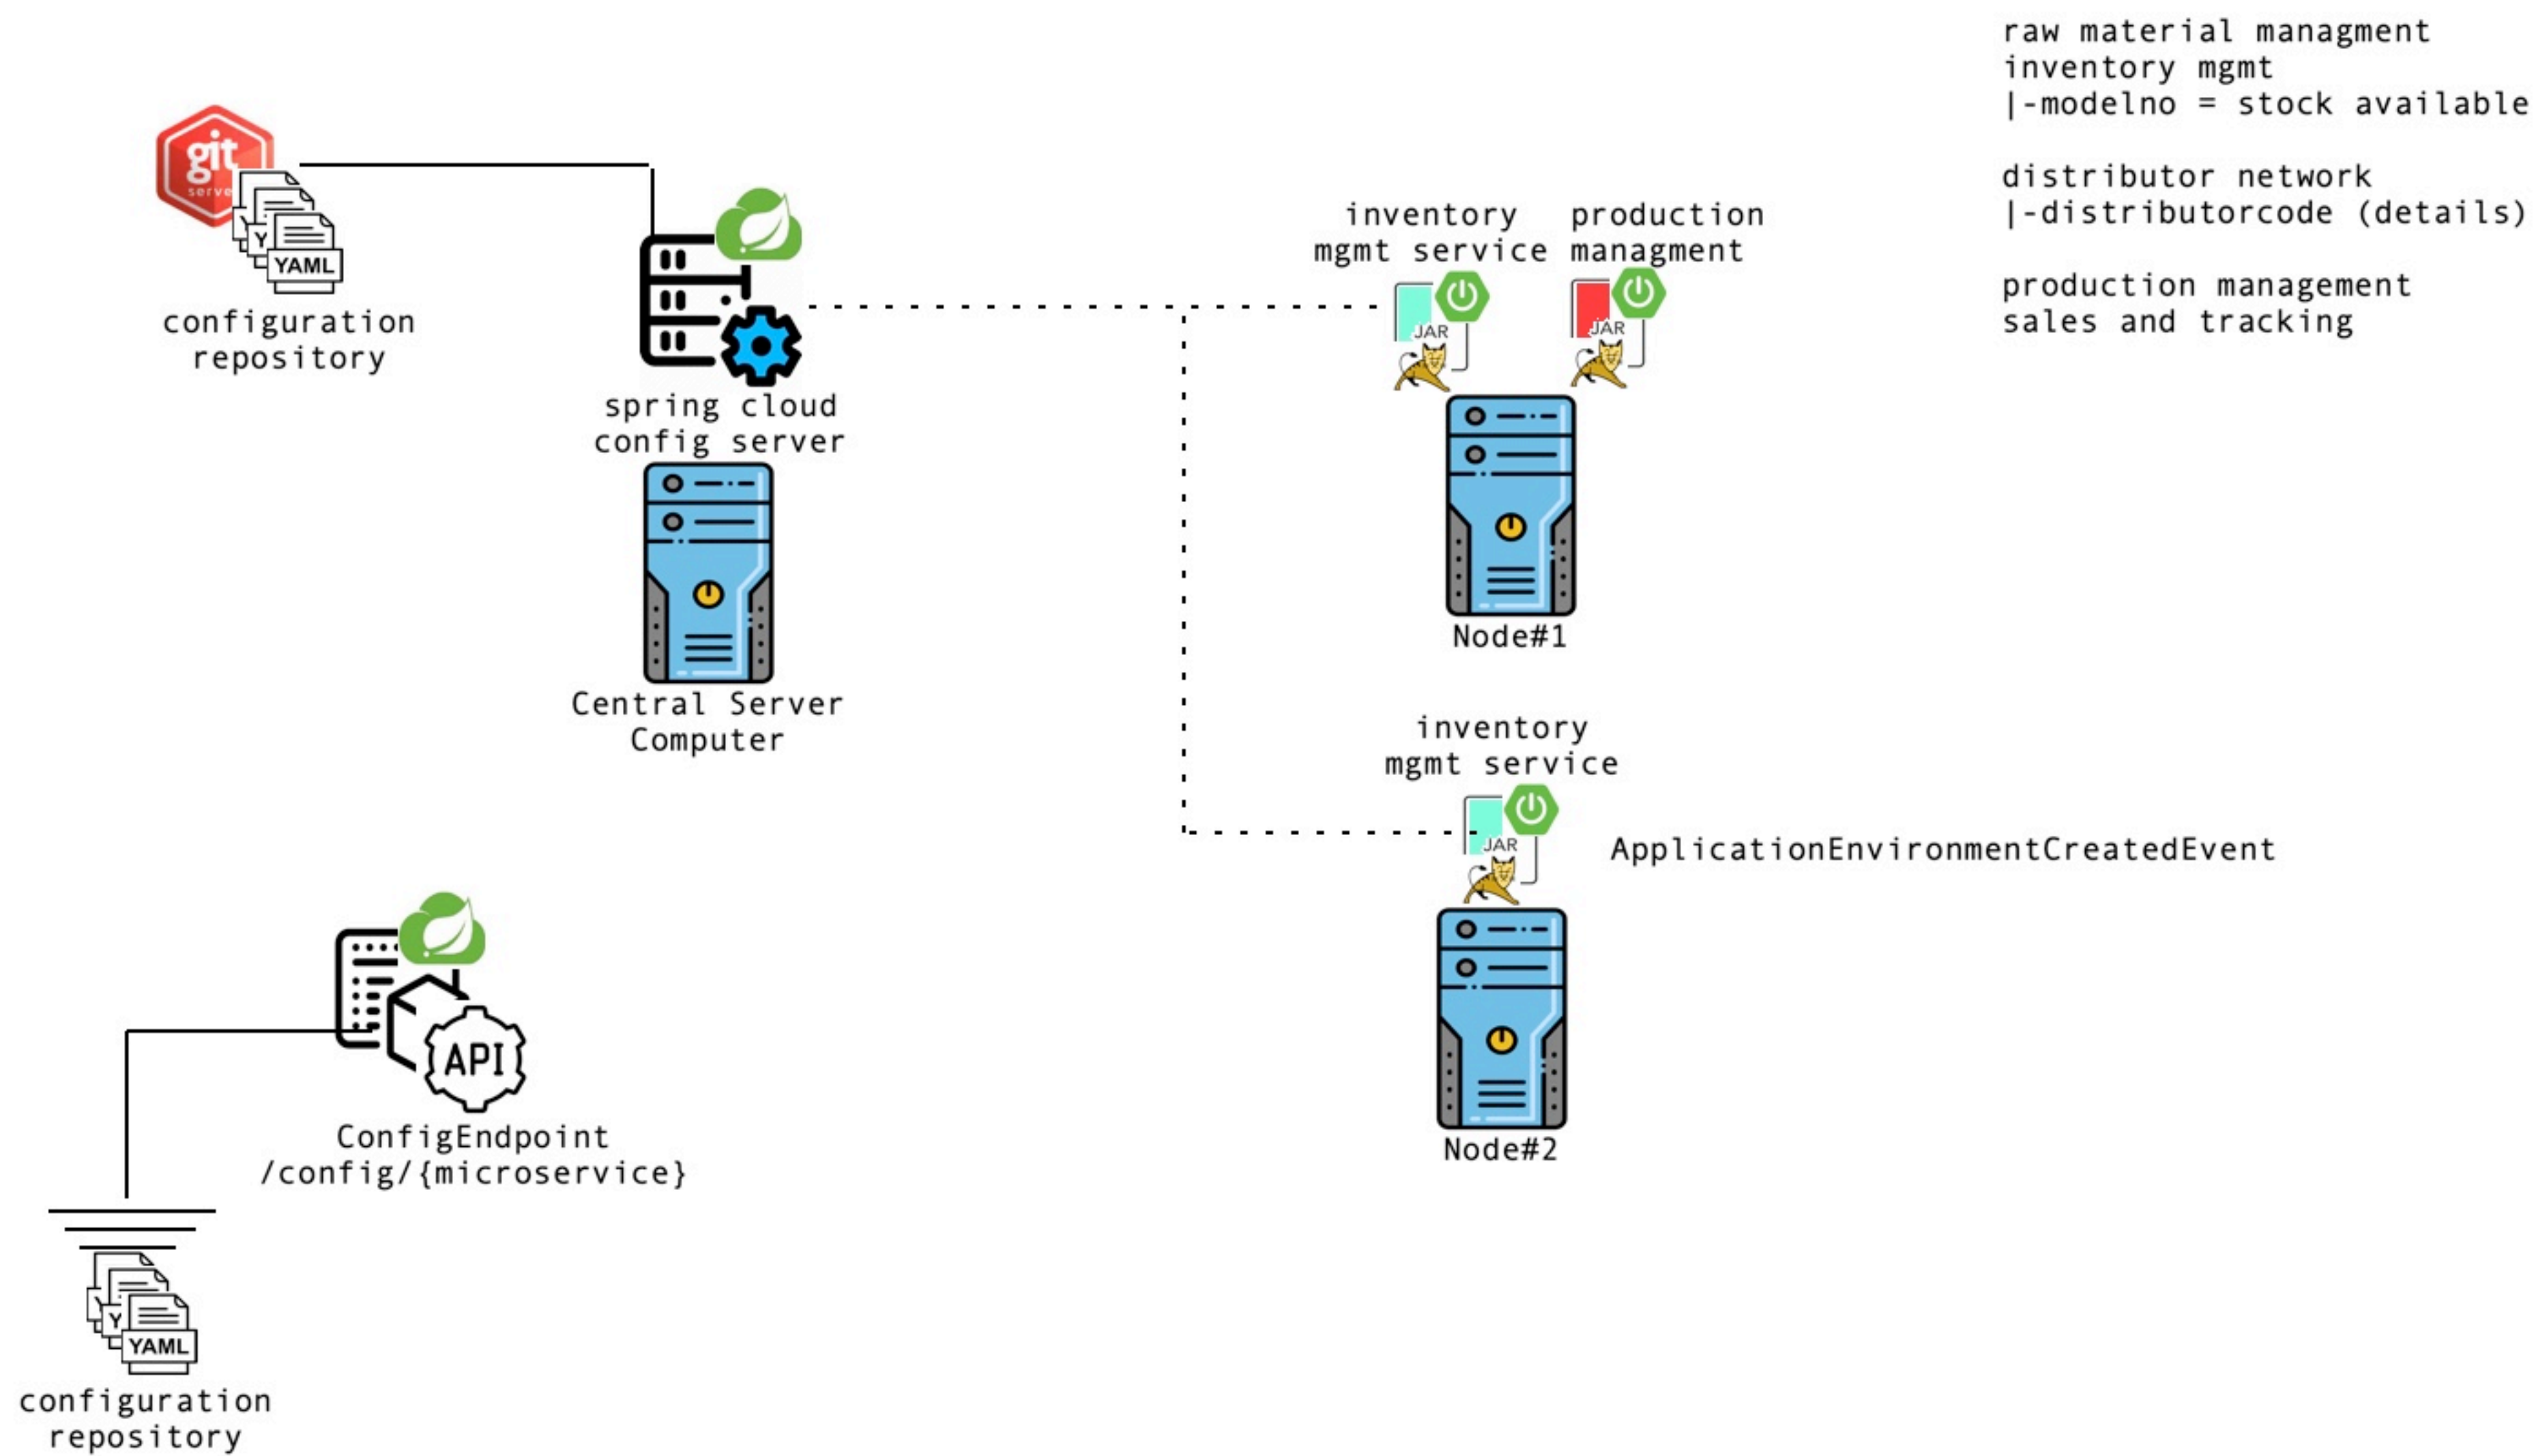 raw material managment
inventory mgmt
|-modelno = stock available
distributor network
|-distributorcode (details)
production management
sales and tracking
git
serve
Y
Y
YAML
configuration
repository
spring cloud
config server
Central Server
Computer
inventory
mgmt service
JAR
production
managment
JAR
Node#1
inventory
mgmt service
JAR
ApplicationEnvironmentCreatedEvent
Node#2
API
ConfigEndpoint
/config/{microservice}
Y
Y
YAML
configuration
repository